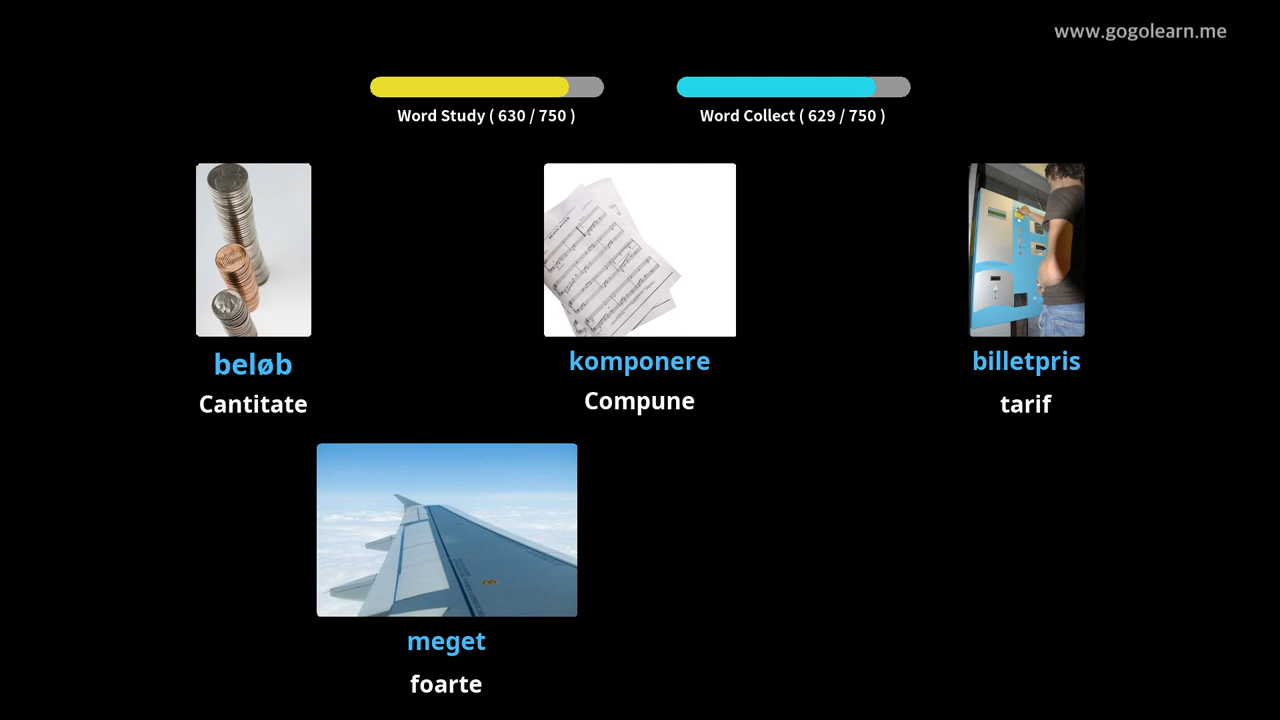 www.gogolearn.me
Word Study ( 630 / 750 )
Word Collect ( 629 / 750 )
beløb
komponere
billetpris
Cantitate
Compune
tarif
meget
foarte